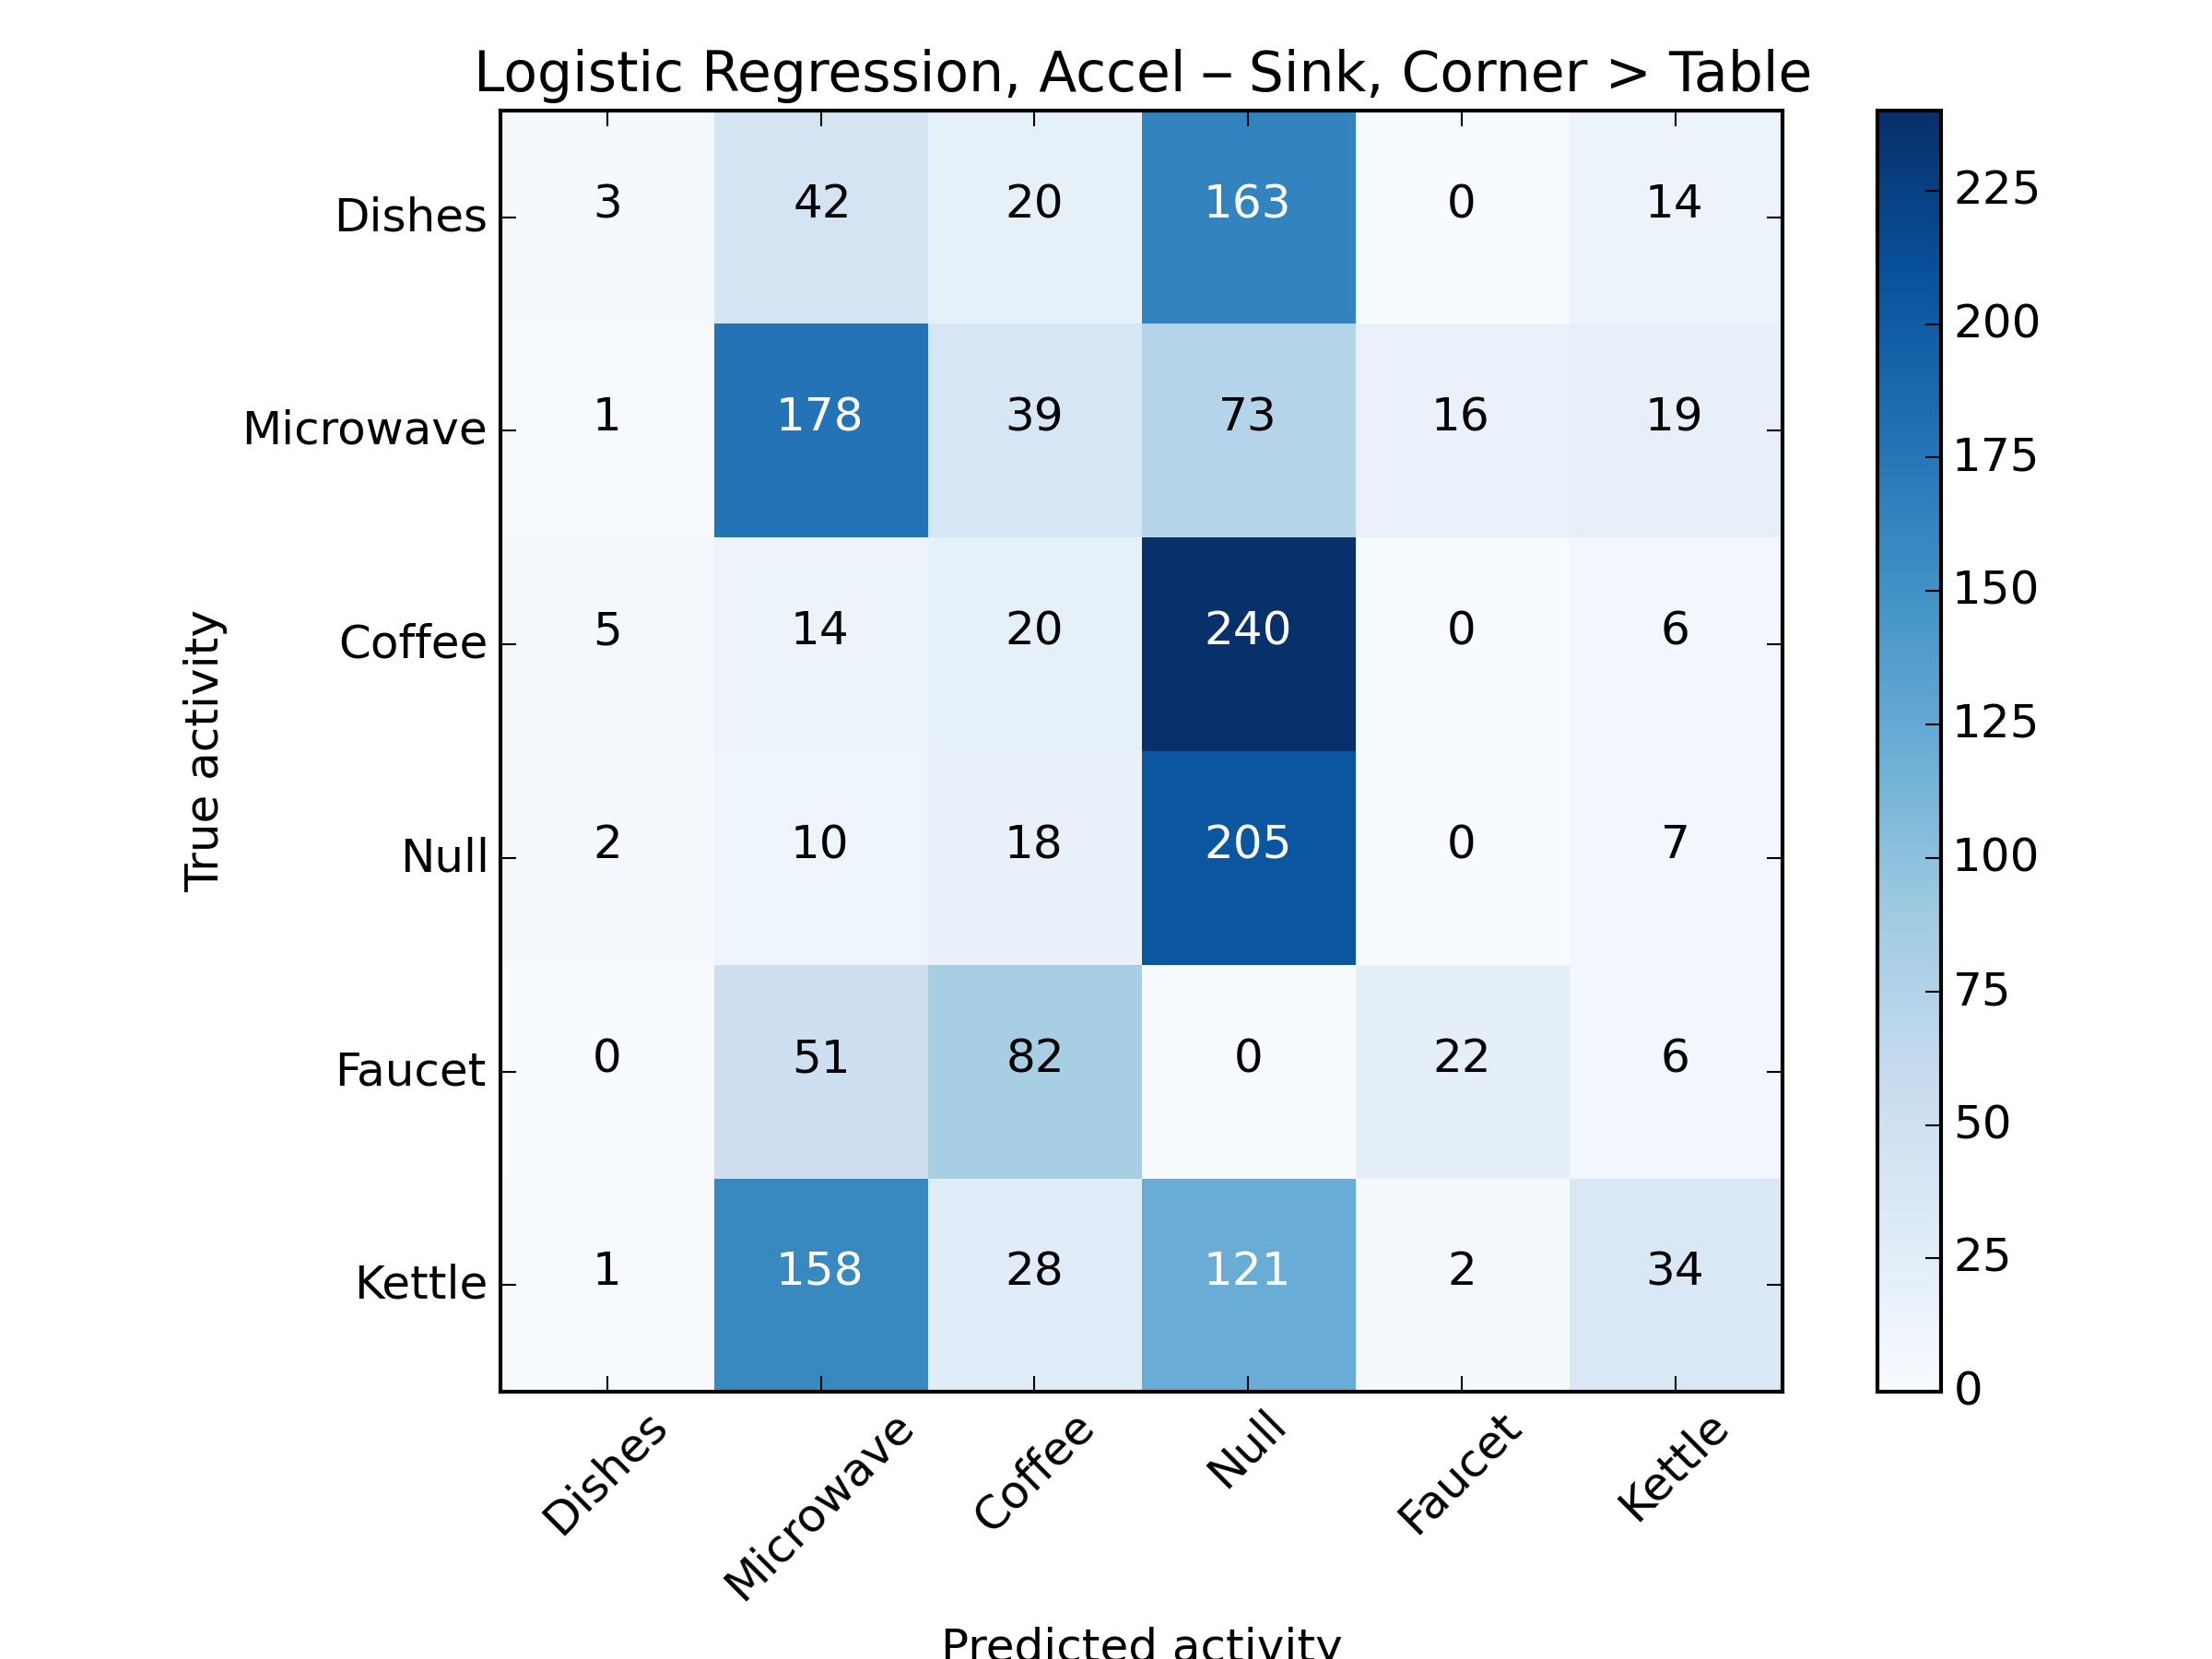 Logistic Regression, Accel – Sink, Corner > Table
Dishes 3 42 20 163 0 14
Microwave 1 178 39 73 16 19
Coffee 5 14 20 240 0 6
Null 2 10 18 205 0 7
Faucet 0 51 82 0 22 6
Kettle 1 158 28 121 2 34
True activity
Dishes Microwave Coffee Null Faucet Kettle
Predicted activity
225
200
175
150
125
100
75
50
25
0